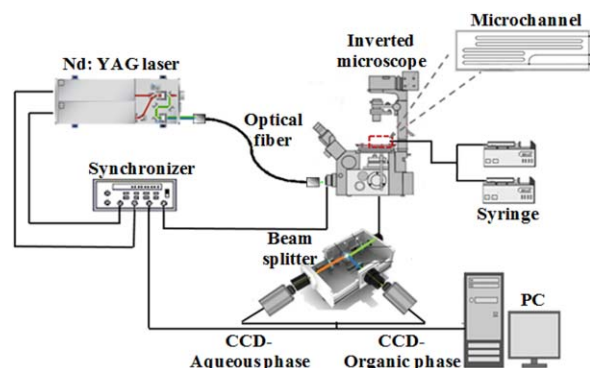 Microchannel
Nd: YAG laser
Inverted
microscope
Optical
fiber
Synchronizer
Syringe
Beam
splitter
PC
CCD-
Aqueous phase
CCD-
Organic phase